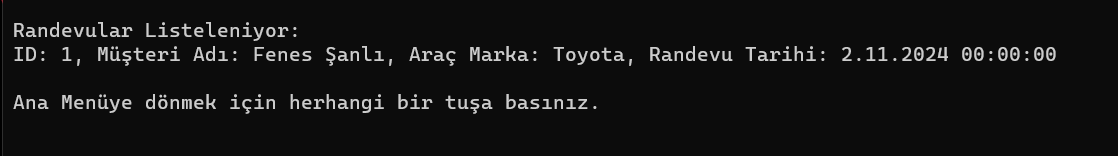 Randevular Listeleniyor:
ID: 1, Müşteri Adı: Fenes Şanlı, Araç Marka: Toyota, Randevu Tarihi: 2.11.2024 00:00:00
Ana Menüye dönmek için herhangi bir tuşa basınız.